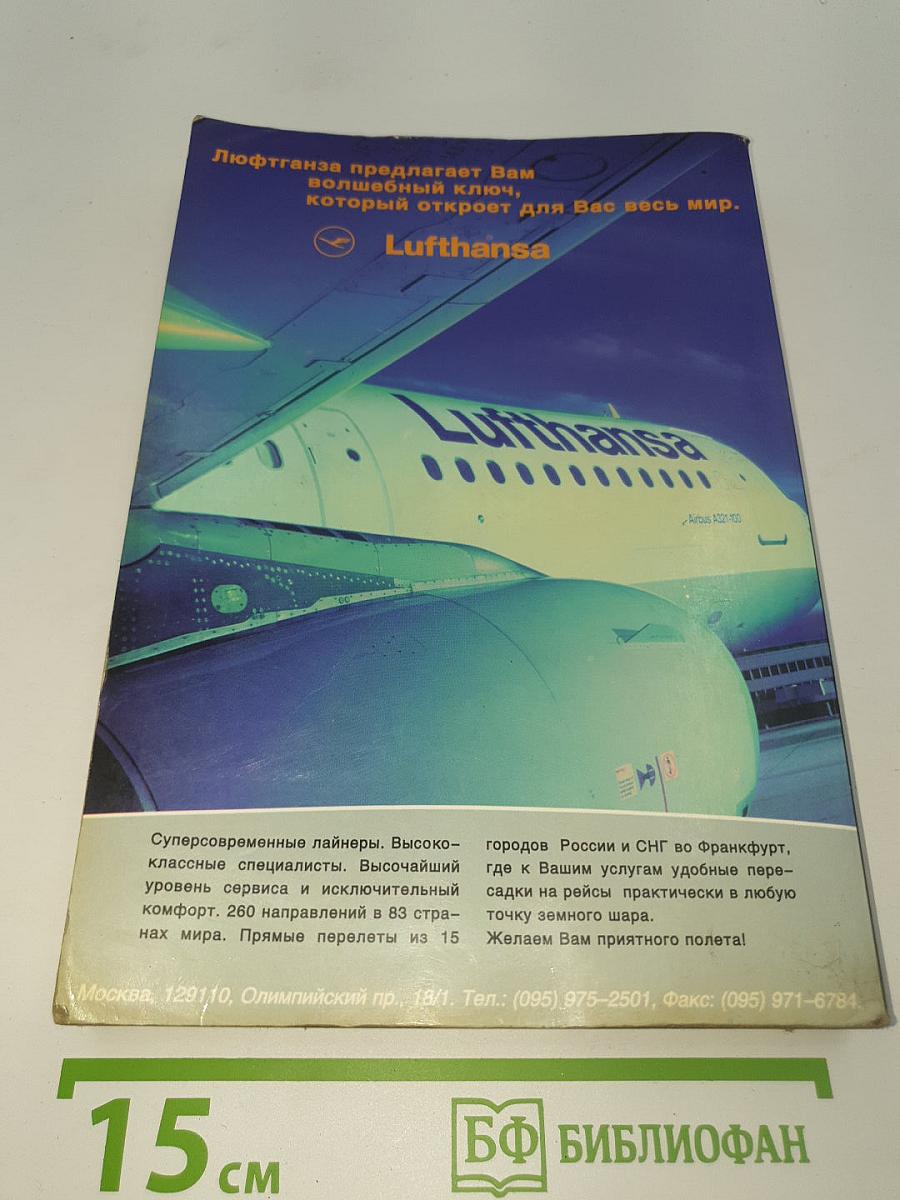 Люфтганза предлагает Вам
волшебный ключ,
который откроет для Вас весь мир.
Lufthansa
Lufthansa
Airbus A321-100
Суперсовременные лайнеры. Высоко-
классные специалисты. Высочайший
уровень сервиса и исключительный
комфорт. 260 направлений в 83 стра-
нах мира. Прямые перелеты из 15
городов России и СНГ во Франкфурт,
где к Вашим услугам удобные пере-
садки на рейсы практически в любую
точку земного шара.
Желаем Вам приятного полета!
Москва, 129110, Олимпийский пр., 18/1. Тел.: (095) 975-2501, Факс: (095) 971-6784.
15 см
БФ БИБЛИОФАН